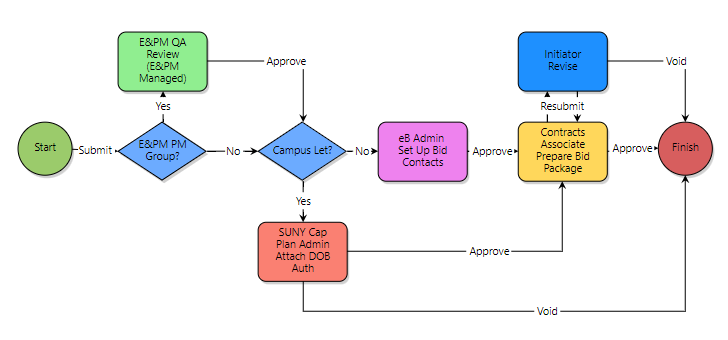 E&PM QA
Review
(E&PM
Managed)
Approve
Initiator
Revise
Void
Yes
Resubmit
Start
Submit
E&PM PM
Group?
No
Campus Let?
No
eB Admin
Set Up Bid
Contacts
Approve
Contracts
Associate
Prepare Bid
Package
Approve
Finish
Yes
SUNY Cap
Plan Admin
Attach DOB
Auth
Approve
Void